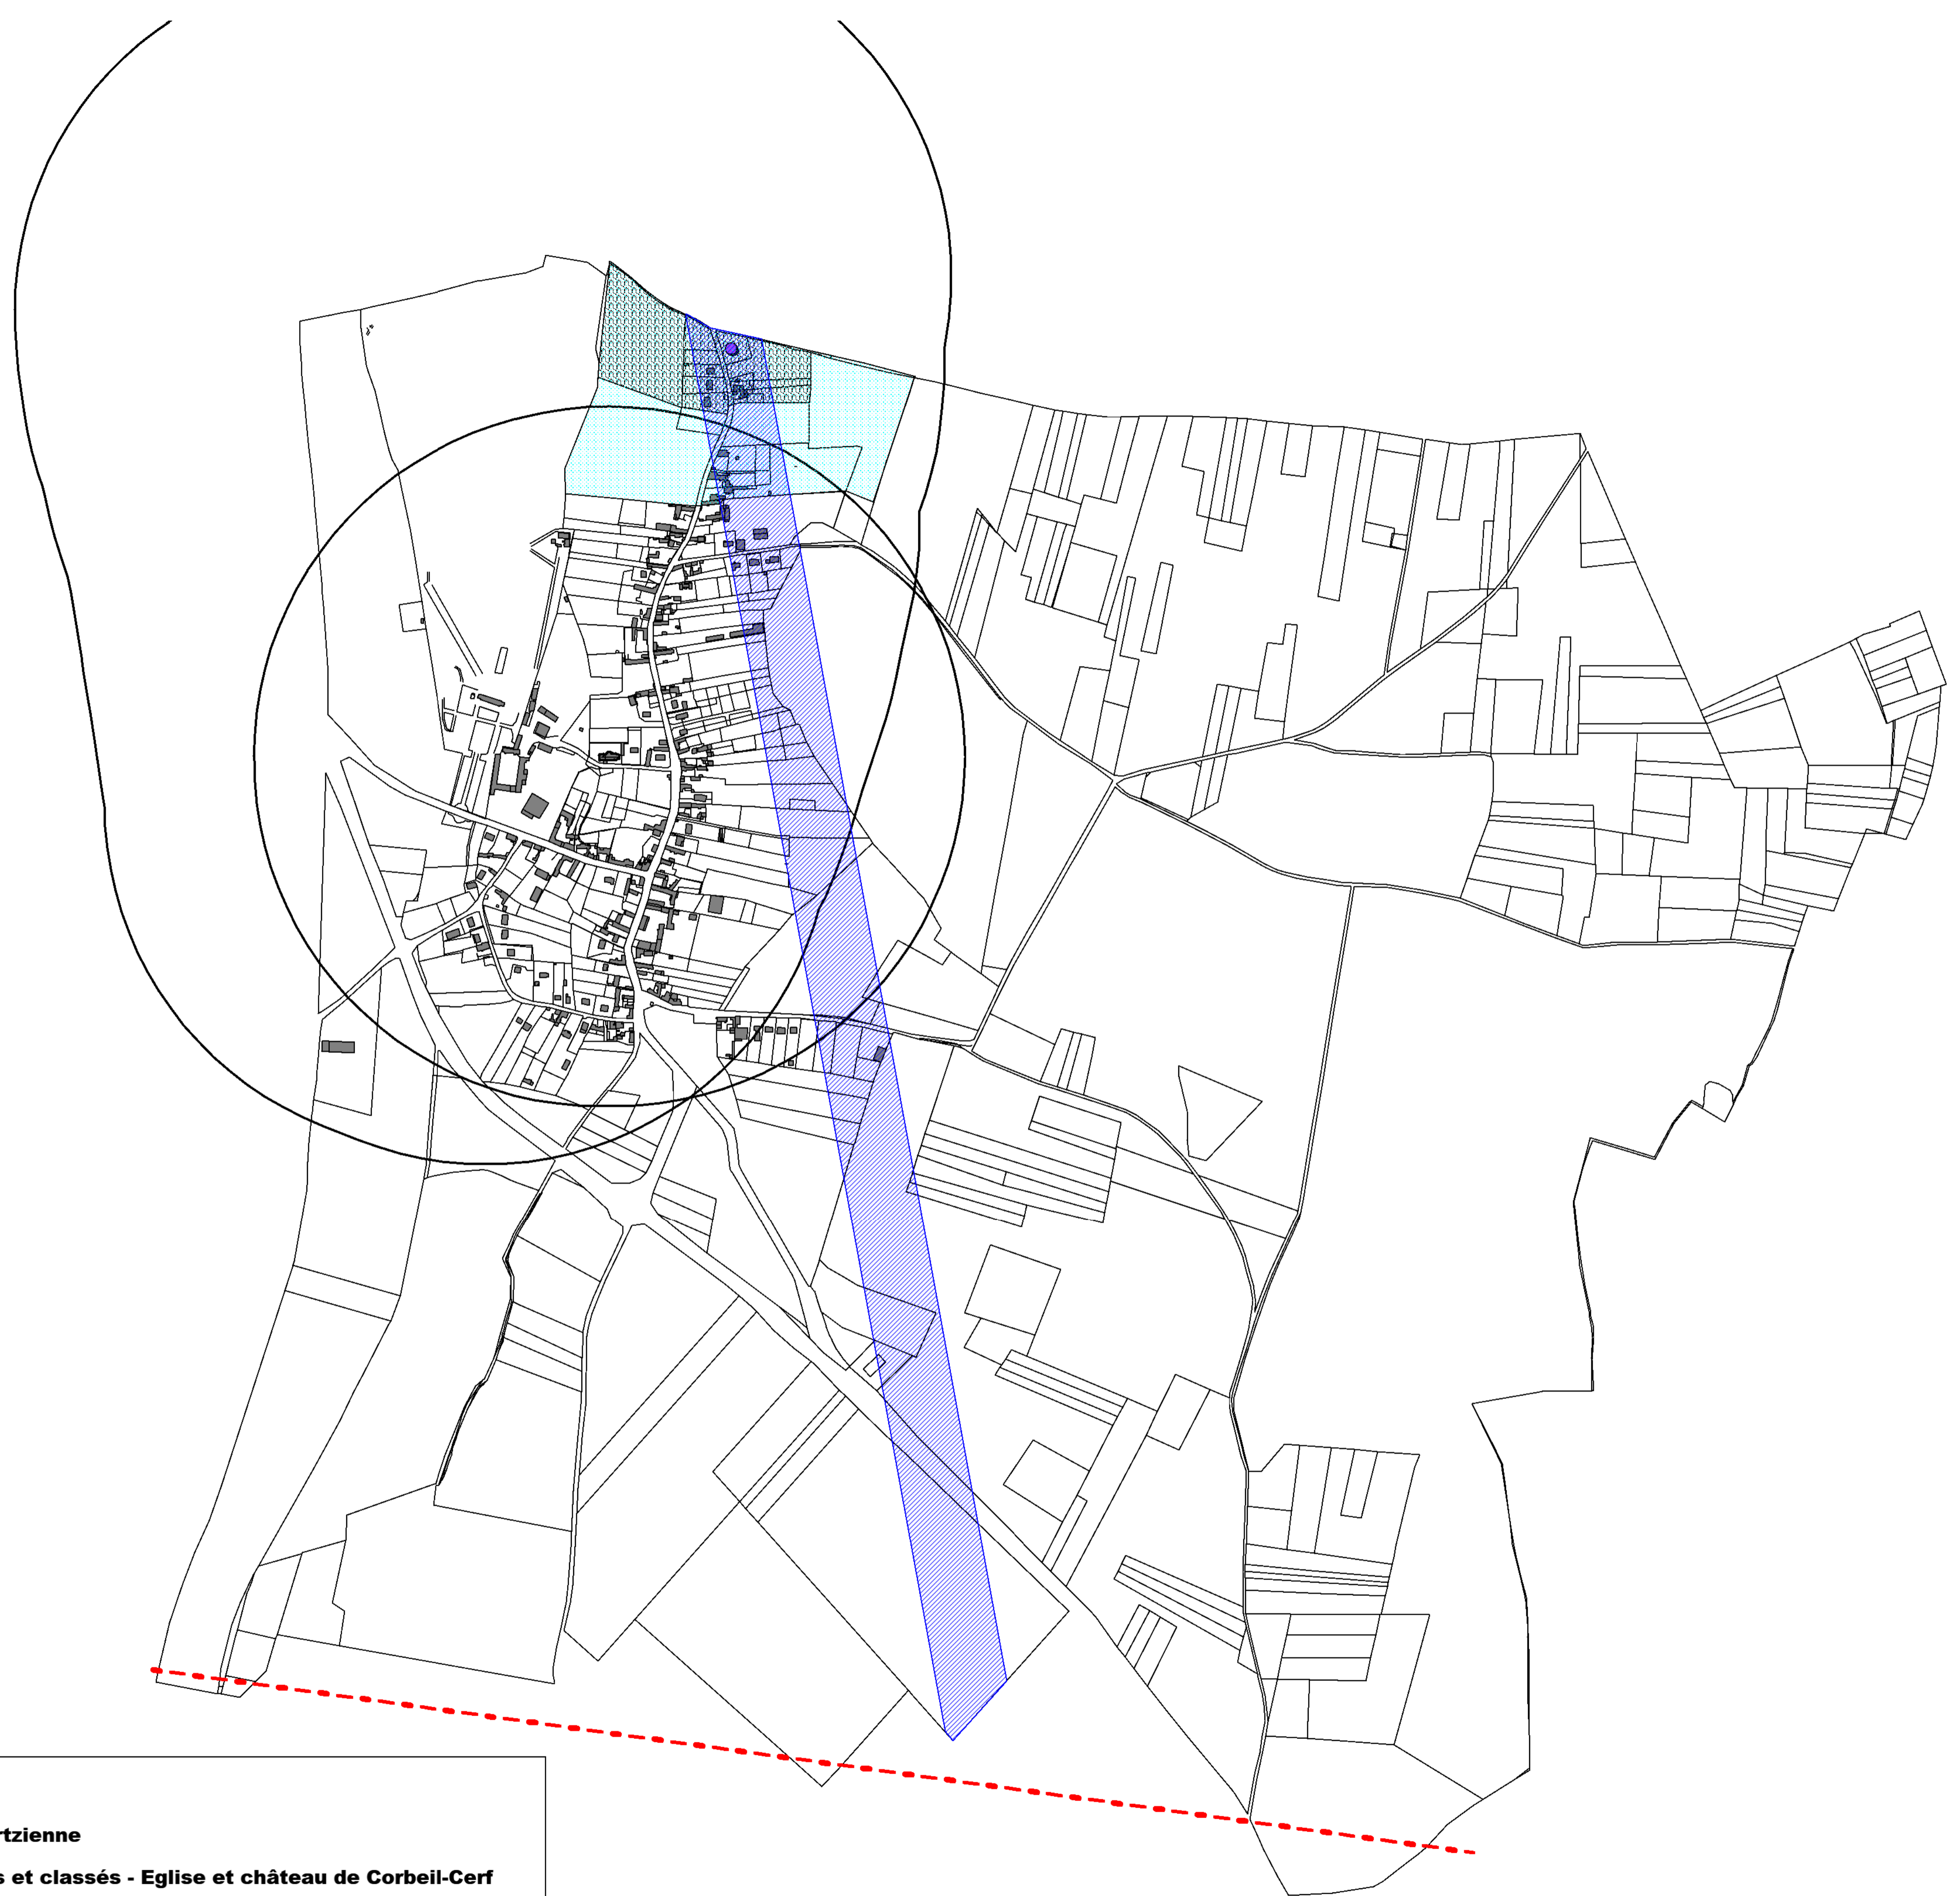 rtzienne
s et classés - Eglise et château de Corbeil-Cerf